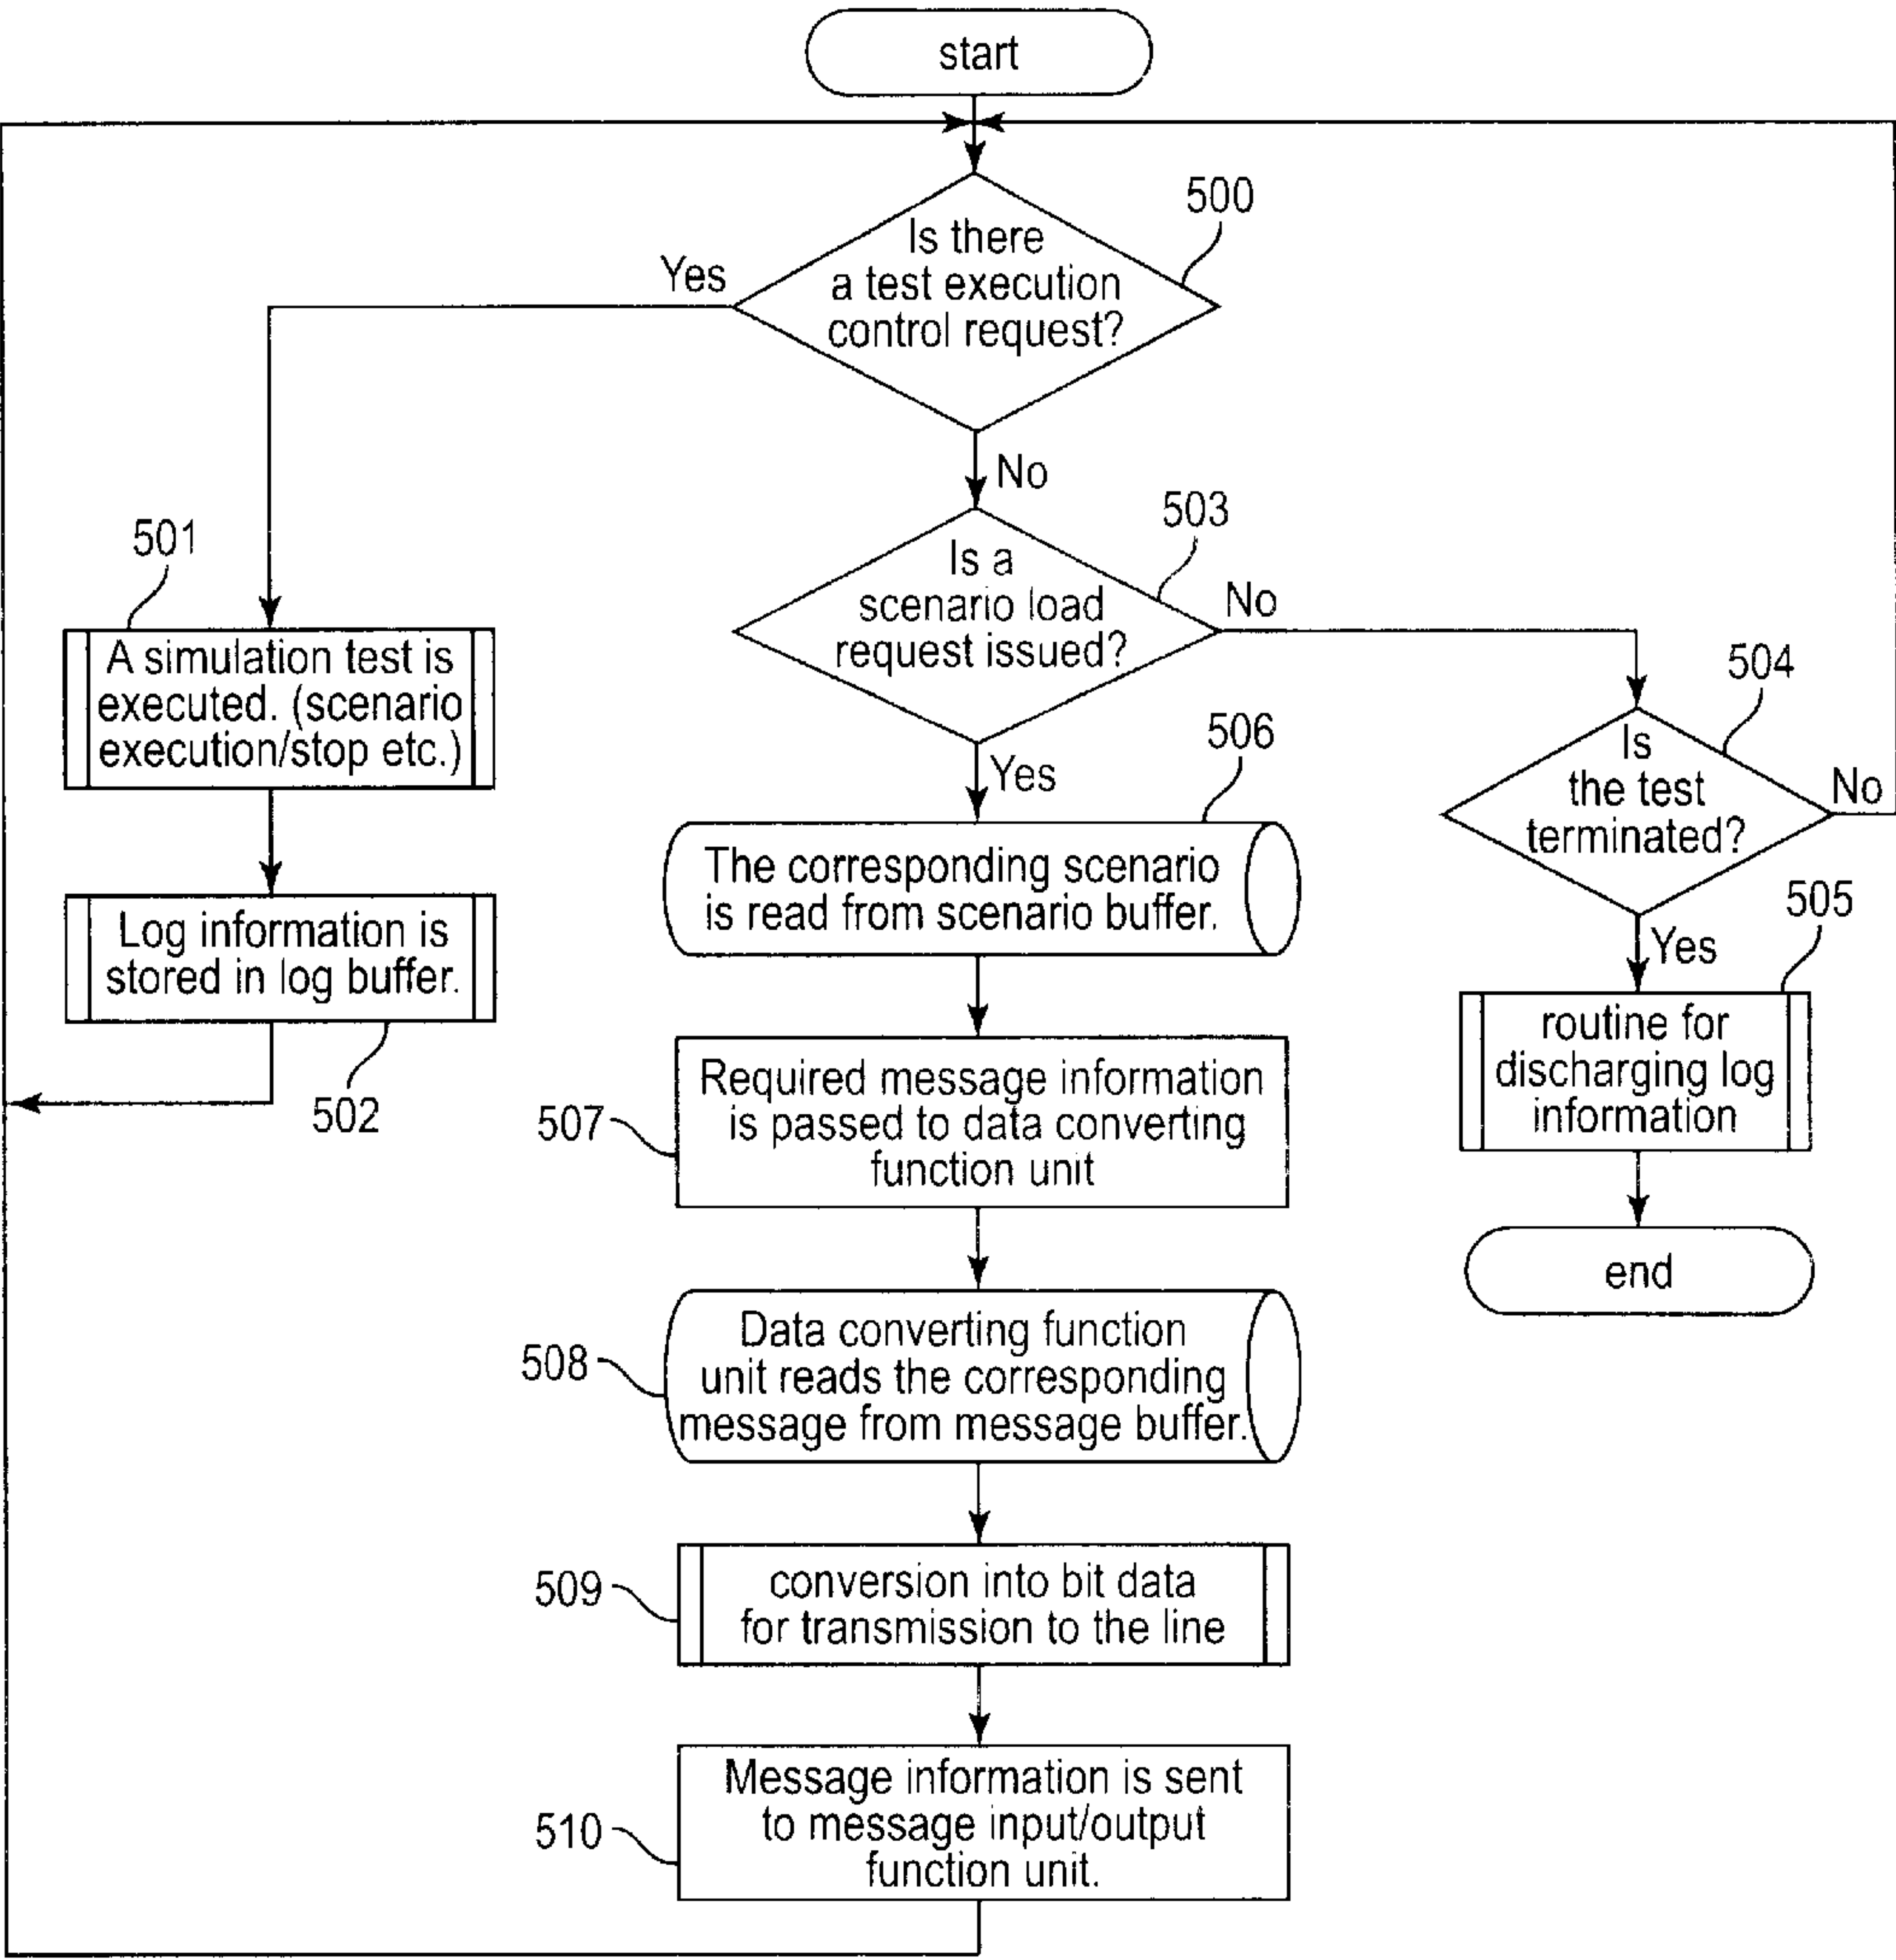 start
500
Is there
a test execution
control request?
Yes
No
503
Is a
scenario load
request issued?
No
Yes
501
A simulation test is
executed. (scenario
execution/stop etc.)
Log information is
stored in log buffer.
502
504
Is
the test
terminated?
No
Yes
505
routine for
discharging log
information
end
506
The corresponding scenario
is read from scenario buffer.
507
Required message information
is passed to data converting
function unit
508
Data converting function
unit reads the corresponding
message from message buffer.
509
conversion into bit data
for transmission to the line
510
Message information is sent
to message input/output
function unit.